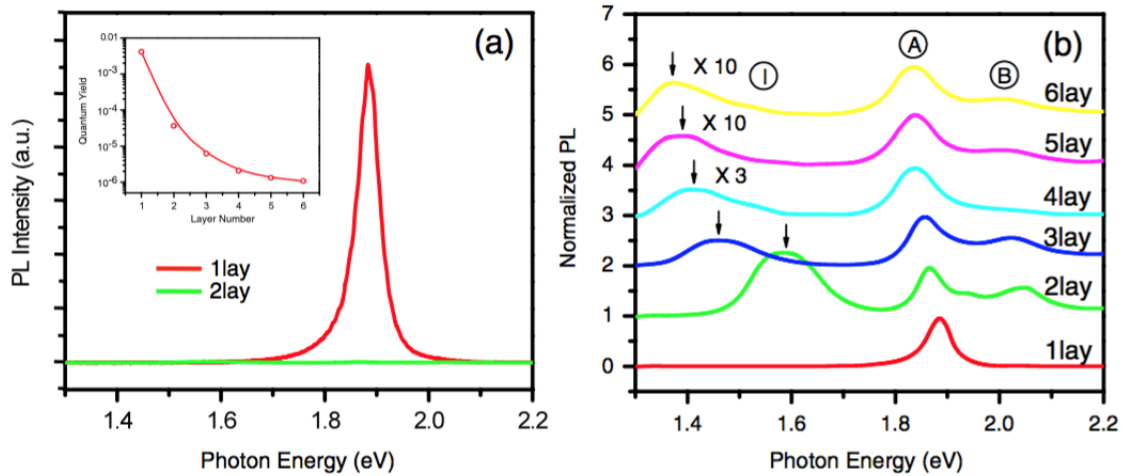 (a)
0.01
10⁻³
10⁻⁴
10⁻⁵
10⁻⁶
Quantum Yield
1 2 3 4 5 6
Layer Number
1lay
2lay
PL Intensity (a.u.)
1.4 1.6 1.8 2.0 2.2
Photon Energy (eV)
(b)
7
6
5
4
3
2
1
0
Normalized PL
I
A
B
X 10
X 10
X 3
6lay
5lay
4lay
3lay
2lay
1lay
1.4 1.6 1.8 2.0 2.2
Photon Energy (eV)